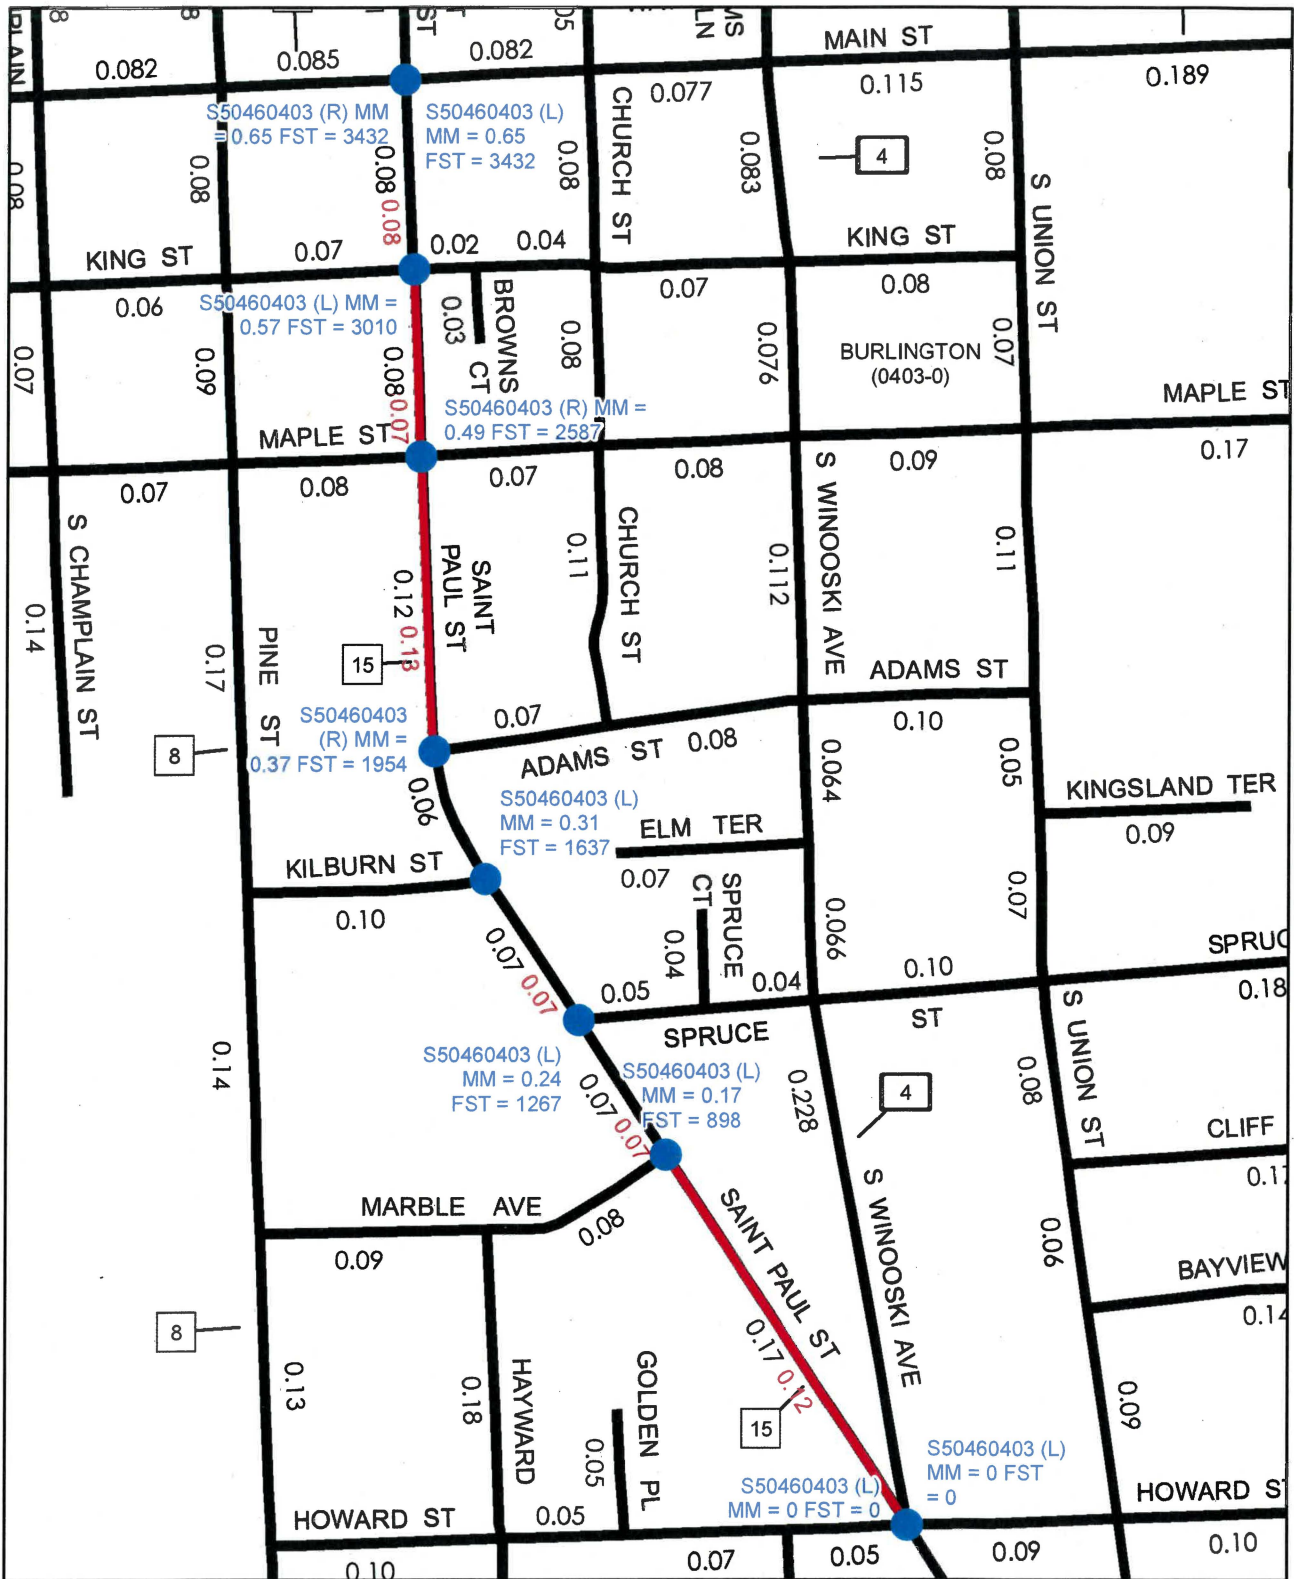 PLAIN
8
8
ST
05
MS
LN
0.082
0.085
0.082
MAIN ST
0.077
0.115
0.189
S50460403 (R) MM
= 0.65 FST = 3432
S50460403 (L)
MM = 0.65
FST = 3432
0.08
0.08
0.08
0.08
0.08
CHURCH ST
0.083
4
0.08
S UNION ST
KING ST
0.07
0.02
0.04
KING ST
0.06
S50460403 (L) MM =
0.57 FST = 3010
0.03
BROWNS
CT
0.07
0.08
0.07
0.09
0.08
0.07
0.08
0.076
BURLINGTON
(0403-0)
0.07
MAPLE ST
S50460403 (R) MM =
0.49 FST = 2587
MAPLE ST
0.07
0.08
0.07
0.08
0.09
0.17
S CHAMPLAIN ST
0.14
0.17
PINE ST
0.12
0.13
SAINT
PAUL ST
0.11
CHURCH ST
0.112
S WINOOSKI AVE
0.11
15
ADAMS ST
S50460403
(R) MM =
0.37 FST = 1954
8
0.07
0.08
ADAMS ST
0.10
0.06
0.064
0.05
S50460403 (L)
MM = 0.31
FST = 1637
ELM TER
KINGSLAND TER
0.09
KILBURN ST
0.10
0.07
SPRUCE
CT
0.04
0.066
0.07
0.07
0.07
0.05
0.04
0.10
SPRUC
SPRUCE
ST
0.18
0.14
S50460403 (L)
MM = 0.24
FST = 1267
0.07
0.07
S50460403 (L)
MM = 0.17
FST = 898
0.228
4
0.08
S UNION ST
CLIFF
0.17
MARBLE AVE
0.08
0.09
SAINT PAUL ST
S WINOOSKI AVE
0.06
BAYVIEW
0.14
8
0.13
0.18
HAYWARD
GOLDEN PL
0.05
0.17
0.12
15
0.09
S50460403 (L)
MM = 0 FST = 0
S50460403 (L)
MM = 0 FST
= 0
HOWARD ST
0.05
HOWARD ST
0.10
0.07
0.05
0.09
0.10